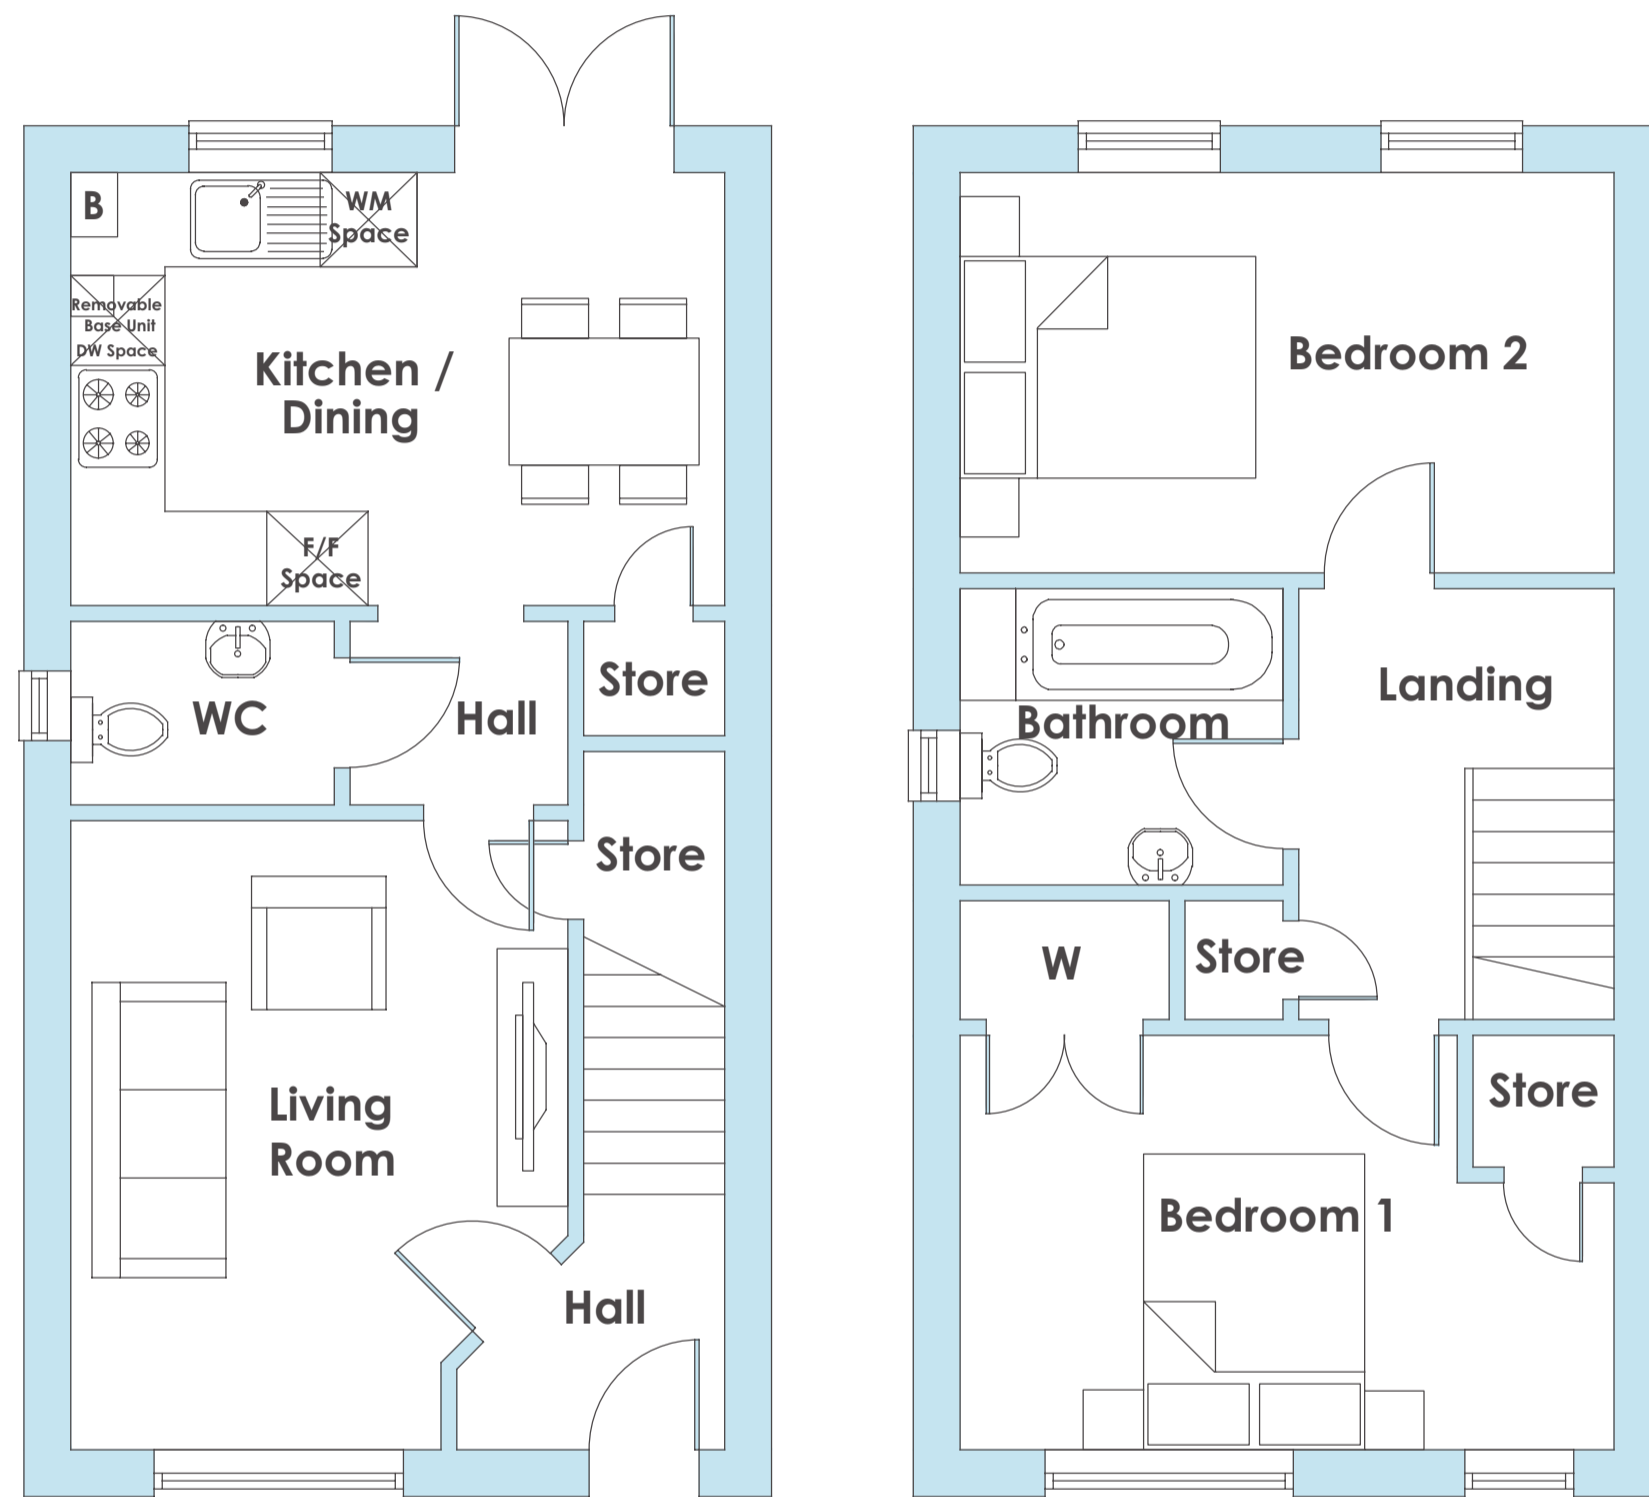 B
WM
Space
Removable
Base Unit
DW Space
Kitchen /
Dining
F/F
Space
WC
Hall
Store
Store
Living
Room
Hall
Bedroom 2
Landing
Bathroom
W
Store
Store
Bedroom 1